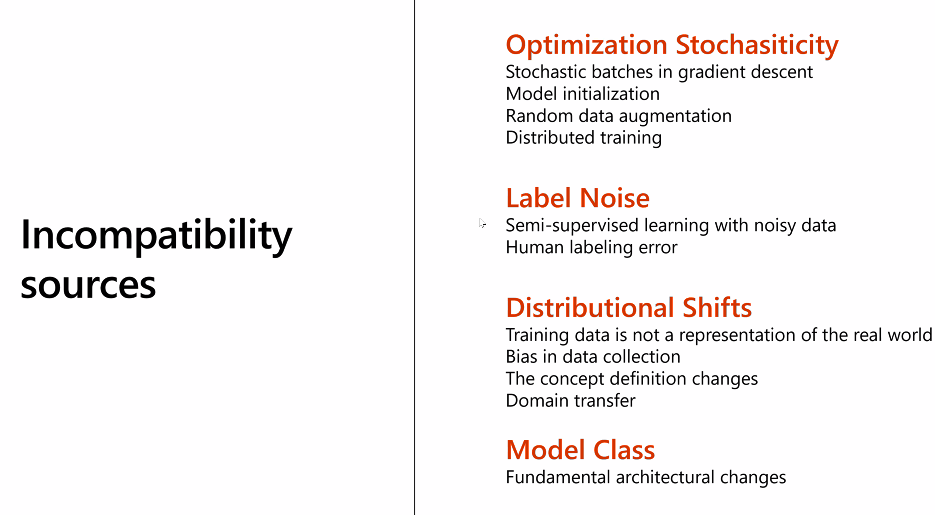 Incompatibility
sources
Optimization Stochasiticity
Stochastic batches in gradient descent
Model initialization
Random data augmentation
Distributed training
Label Noise
Semi-supervised learning with noisy data
Human labeling error
Distributional Shifts
Training data is not a representation of the real world
Bias in data collection
The concept definition changes
Domain transfer
Model Class
Fundamental architectural changes